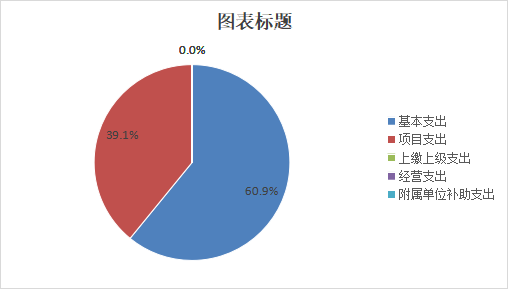 图表标题
0.0%
39.1%
60.9%
基本支出
项目支出
上缴上级支出
经营支出
附属单位补助支出